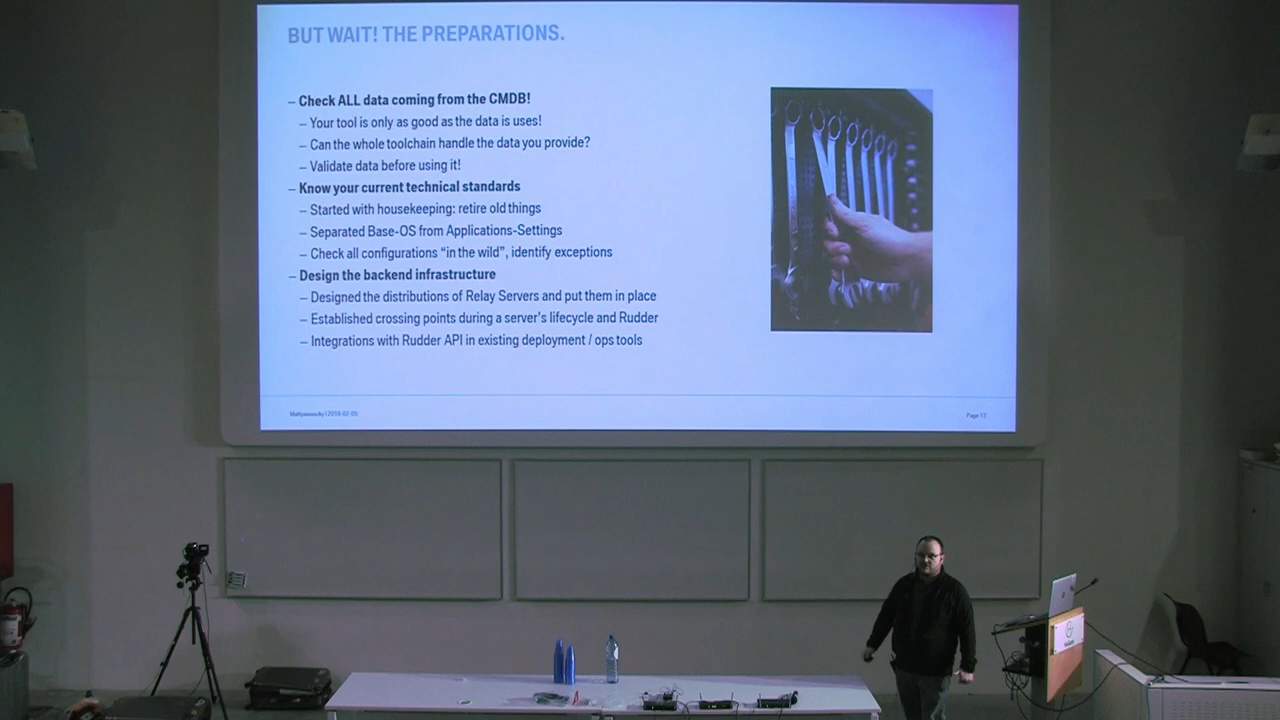 BUT WAIT! THE PREPARATIONS.
– Check ALL data coming from the CMDB!
– Your tool is only as good as the data is uses!
– Can the whole toolchain handle the data you provide?
– Validate data before using it!
– Know your current technical standards
– Started with housekeeping: retire old things
– Separated Base-OS from Applications-Settings
– Check all configurations “in the wild”, identify exceptions
– Design the backend infrastructure
– Designed the distributions of Relay Servers and put them in place
– Established crossing points during a server's lifecycle and Rudder
– Integrations with Rudder API in existing deployment / ops tools
Page 13